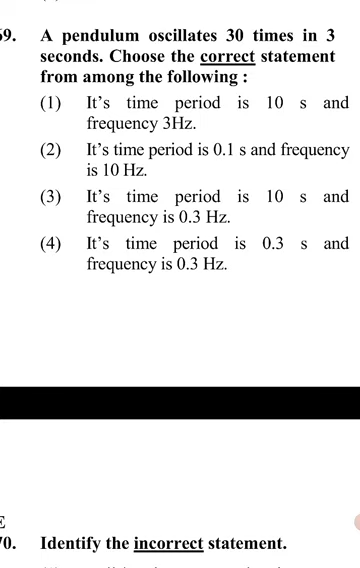 69. A pendulum oscillates 30 times in 3
seconds. Choose the correct statement
from among the following :
(1) It's time period is 10 s and
frequency 3Hz.
(2) It's time period is 0.1 s and frequency
is 10 Hz.
(3) It's time period is 10 s and
frequency is 0.3 Hz.
(4) It's time period is 0.3 s and
frequency is 0.3 Hz.
E
70. Identify the incorrect statement.